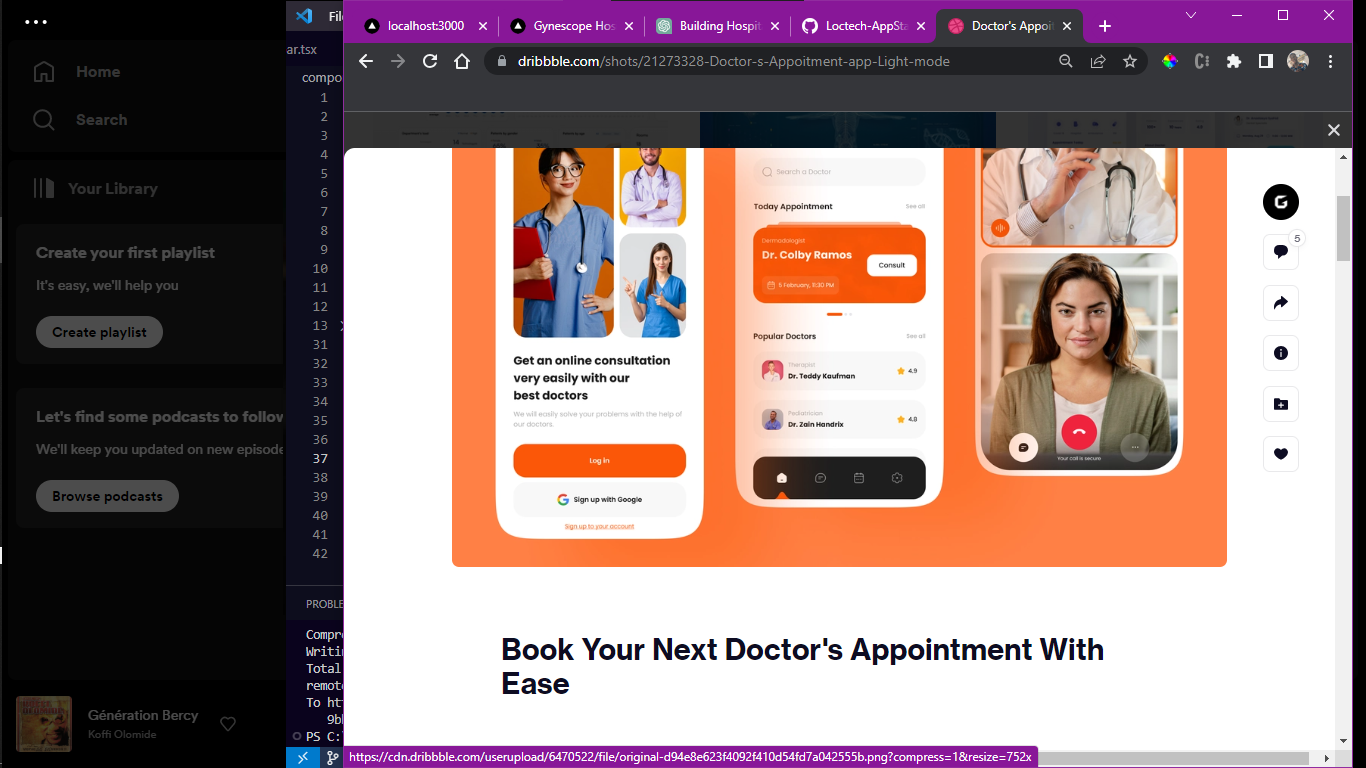 Home
Search
Your Library
Create your first playlist
It's easy, we'll help you
Create playlist
Let's find some podcasts to follow
We'll keep you updated on new episode
Browse podcasts
Génération Bercy
Koffi Olomide
File
ar.tsx
compo
1
2
3
4
5
6
7
8
9
10
11
12
13
31
32
33
34
35
36
37
38
39
40
41
42
PROBLE
Compre
Writin
Total
remote
To htt
9bb
PS C:\
localhost:3000
Gynescope Hos
Building Hospit
Loctech-AppSta
Doctor's Appoit
dribbble.com/shots/21273328-Doctor-s-Appoitment-app-Light-mode
Get an online consultation
very easily with our
best doctors
We will easily solve your problems with the help of
our doctors.
Log in
Sign up with Google
Sign up to your account
Search a Doctor
Today Appointment See all
Dermadologist
Dr. Colby Ramos
Consult
5 February, 11:30 PM
Popular Doctors See all
Therapist
Dr. Teddy Kaufman 4.9
Pediatrician
Dr. Zain Handrix 4.8
Your call is secure
5
Book Your Next Doctor's Appointment With
Ease
https://cdn.dribbble.com/userupload/6470522/file/original-d94e8e623f4092f410d54fd7a042555b.png?compress=1&resize=752x